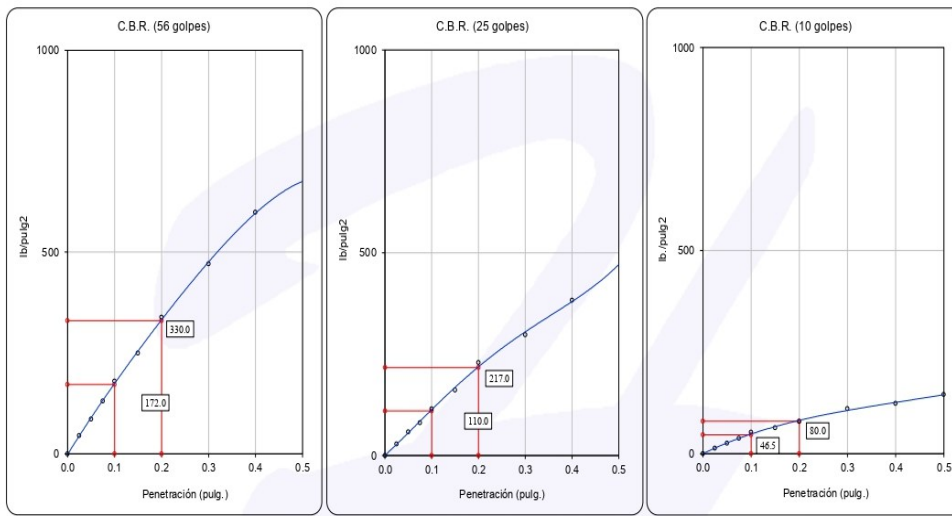 C.B.R. (56 golpes)
1000
500
0
lb/pulg2
330.0
172.0
0.0 0.1 0.2 0.3 0.4 0.5
Penetración (pulg.)
C.B.R. (25 golpes)
1000
500
0
lb/pulg2
217.0
110.0
0.0 0.1 0.2 0.3 0.4 0.5
Penetración (pulg.)
C.B.R. (10 golpes)
1000
500
0
lb./pulg2
80.0
46.5
0.0 0.1 0.2 0.3 0.4 0.5
Penetración (pulg.)